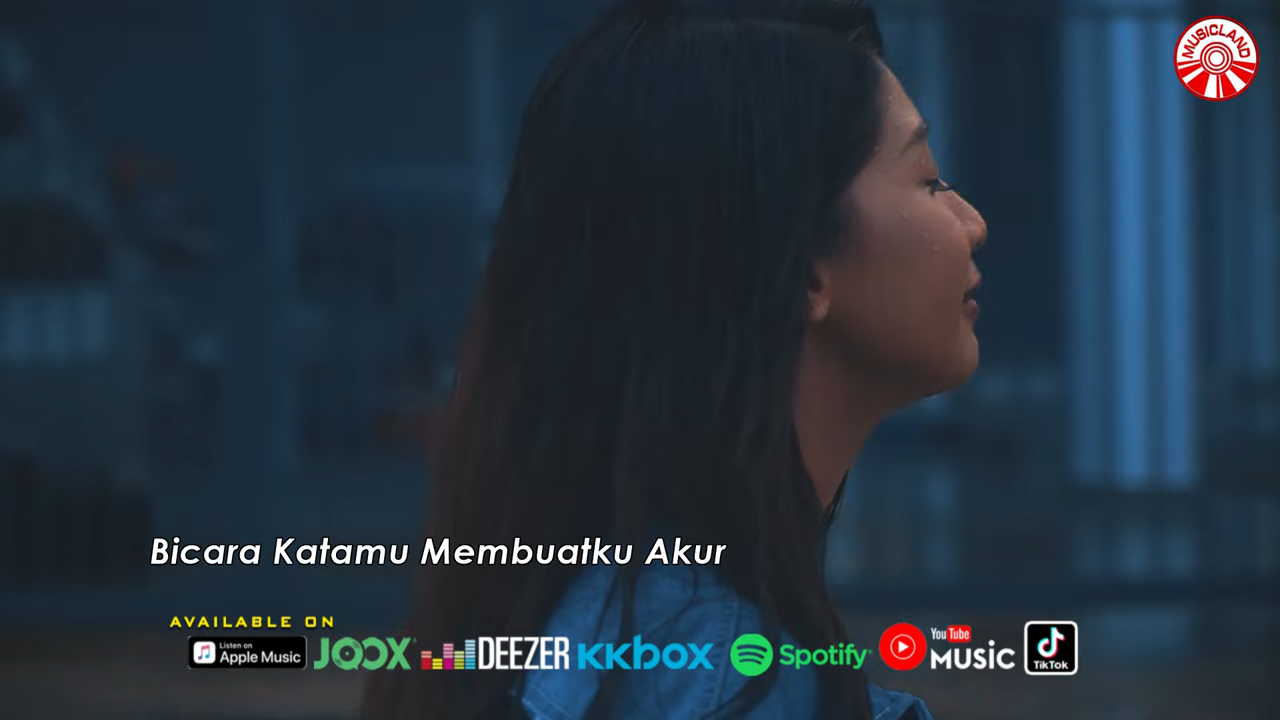 MUSICLAND
Bicara Katamu Membuatku Akur
AVAILABLE ON
Listen on
Apple Music
JOOX
DEEZER
KKBOX
Spotify
YouTube
MUSIC
TikTok